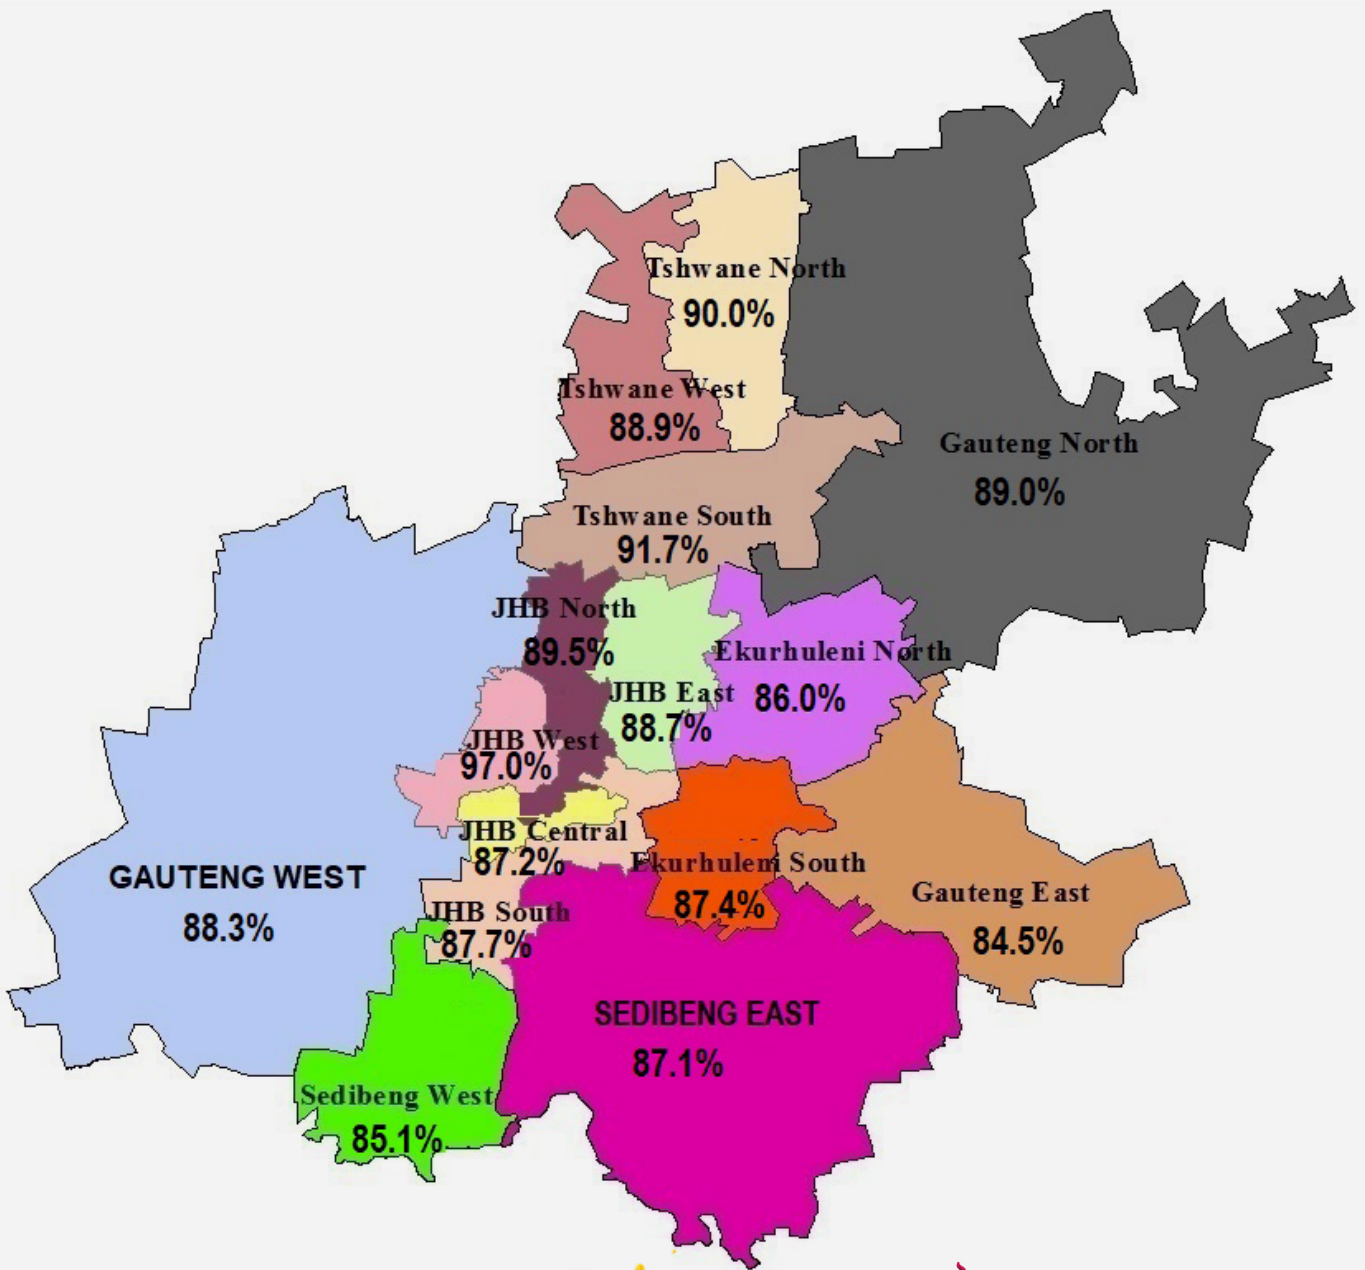 Tshwane North
90.0%
Tshwane West
88.9%
Gauteng North
89.0%
Tshwane South
91.7%
JHB North
89.5%
Ekurhuleni North
86.0%
JHB East
88.7%
JHB West
97.0%
JHB Central
87.2%
Ekurhuleni South
87.4%
GAUTENG WEST
88.3%
Gauteng East
84.5%
JHB South
87.7%
SEDIBENG EAST
87.1%
Sedibeng West
85.1%